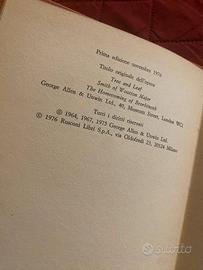 Prima edizione novembre 1976
Titolo originale dell'opera
Tree and Leaf
Smith of Wootton Major
The Homecoming of Beorhtnoth
George Allen & Unwin Ltd., 40, Museum Street, London WC1
Tutti i diritti riservati
© 1964, 1967, 1975 George Allen & Unwin Ltd.
© 1976 Rusconi Libri S.p.A., via Oldofredi 23, 20124 Milano
subito